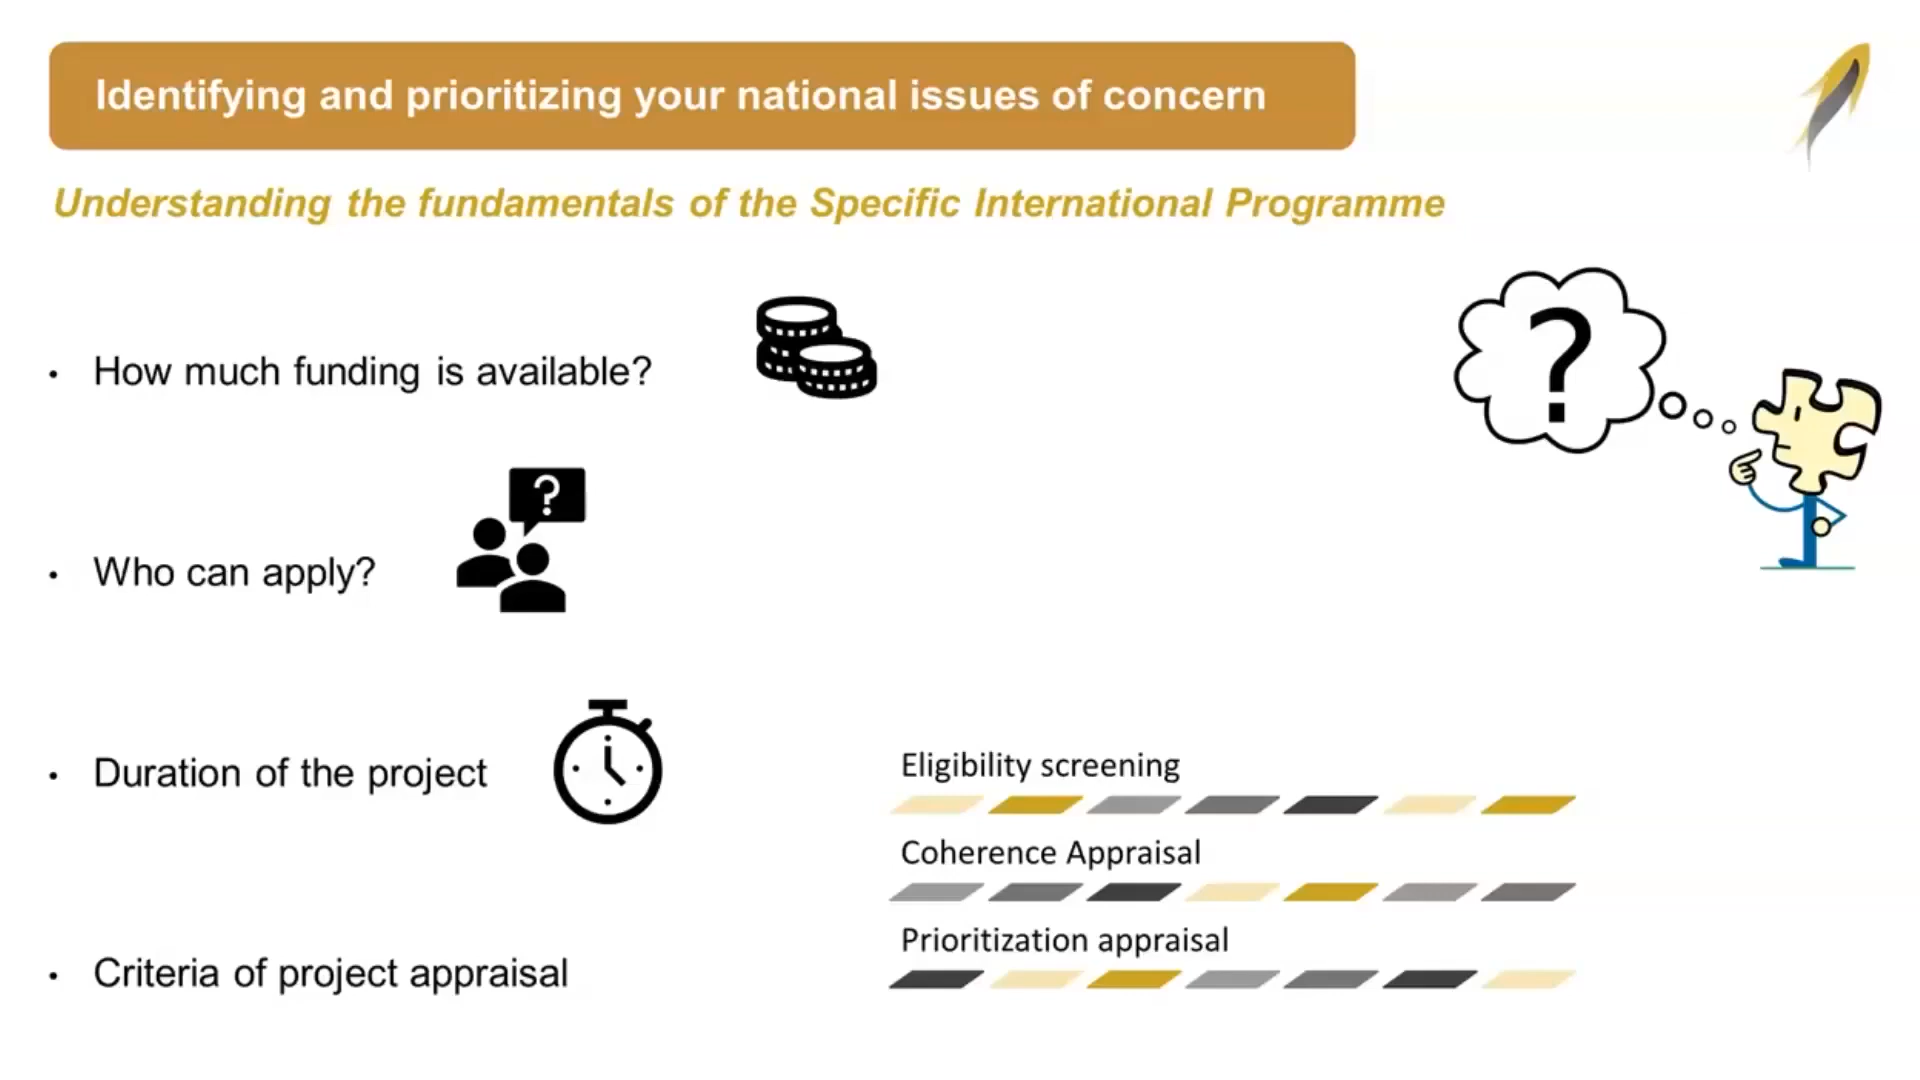 Identifying and prioritizing your national issues of concern
Understanding the fundamentals of the Specific International Programme
• How much funding is available?
?
?
• Who can apply?
• Duration of the project
Eligibility screening
Coherence Appraisal
Prioritization appraisal
• Criteria of project appraisal